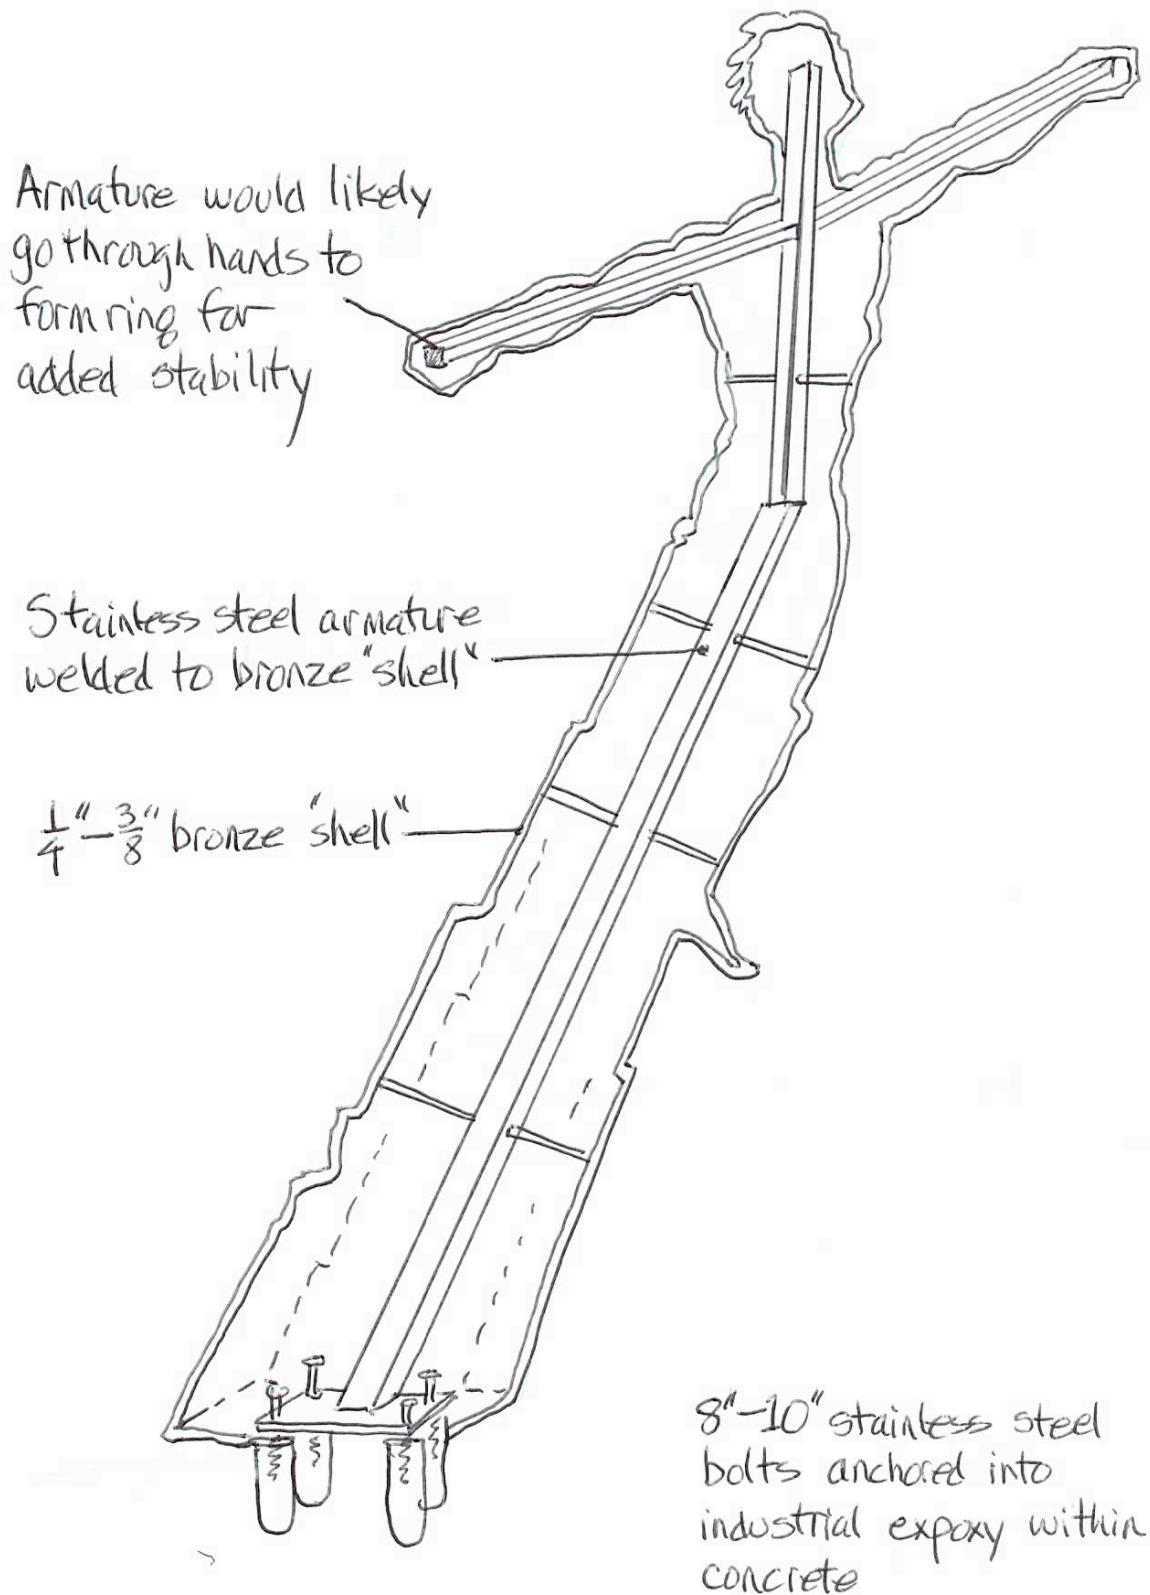 Armature would likely
go through hands to
form ring for
added stability
Stainless steel armature
welded to bronze "shell"
1/4" - 3/8" bronze "shell"
8"-10" stainless steel
bolts anchored into
industrial expoxy within
concrete